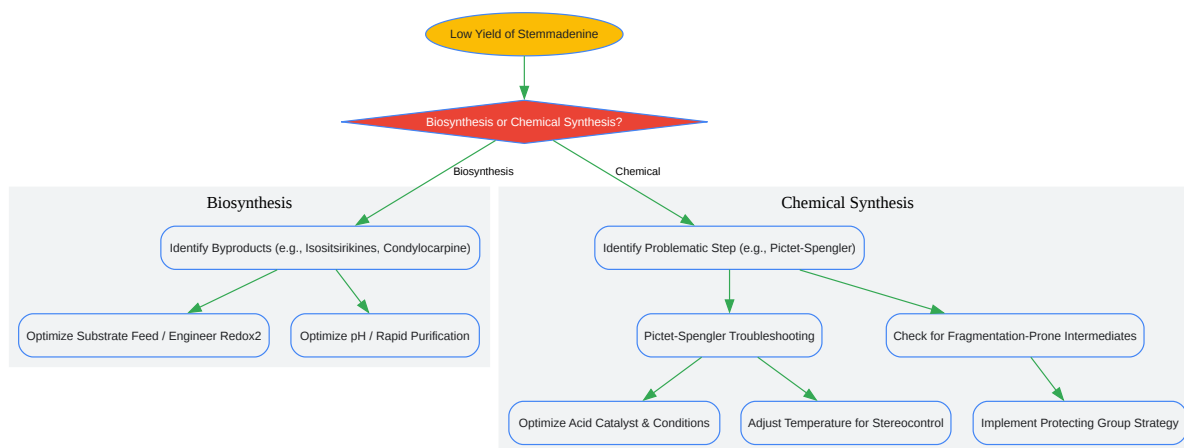 Low Yield of Stemmadenine
Biosynthesis or Chemical Synthesis?
Biosynthesis
Chemical
Biosynthesis
Chemical Synthesis
Identify Byproducts (e.g., Isositsirikines, Condylocarpine)
Identify Problematic Step (e.g., Pictet-Spengler)
Optimize Substrate Feed / Engineer Redox2
Optimize pH / Rapid Purification
Pictet-Spengler Troubleshooting
Check for Fragmentation-Prone Intermediates
Optimize Acid Catalyst & Conditions
Adjust Temperature for Stereocontrol
Implement Protecting Group Strategy